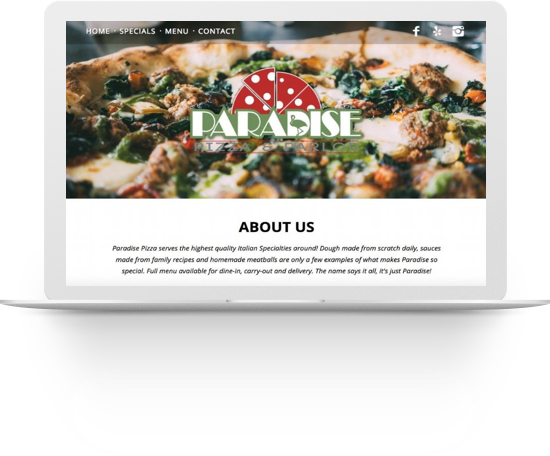 HOME · SPECIALS · MENU · CONTACT
PARADISE
PIZZA
ABOUT US
Paradise Pizza serves the highest quality Italian Specialties around! Dough made from scratch daily, sauces
made from family recipes and homemade meatballs are only a few examples of what makes Paradise so
special. Full menu available for dine-in, carry-out and delivery. The name says it all, it's just Paradise!